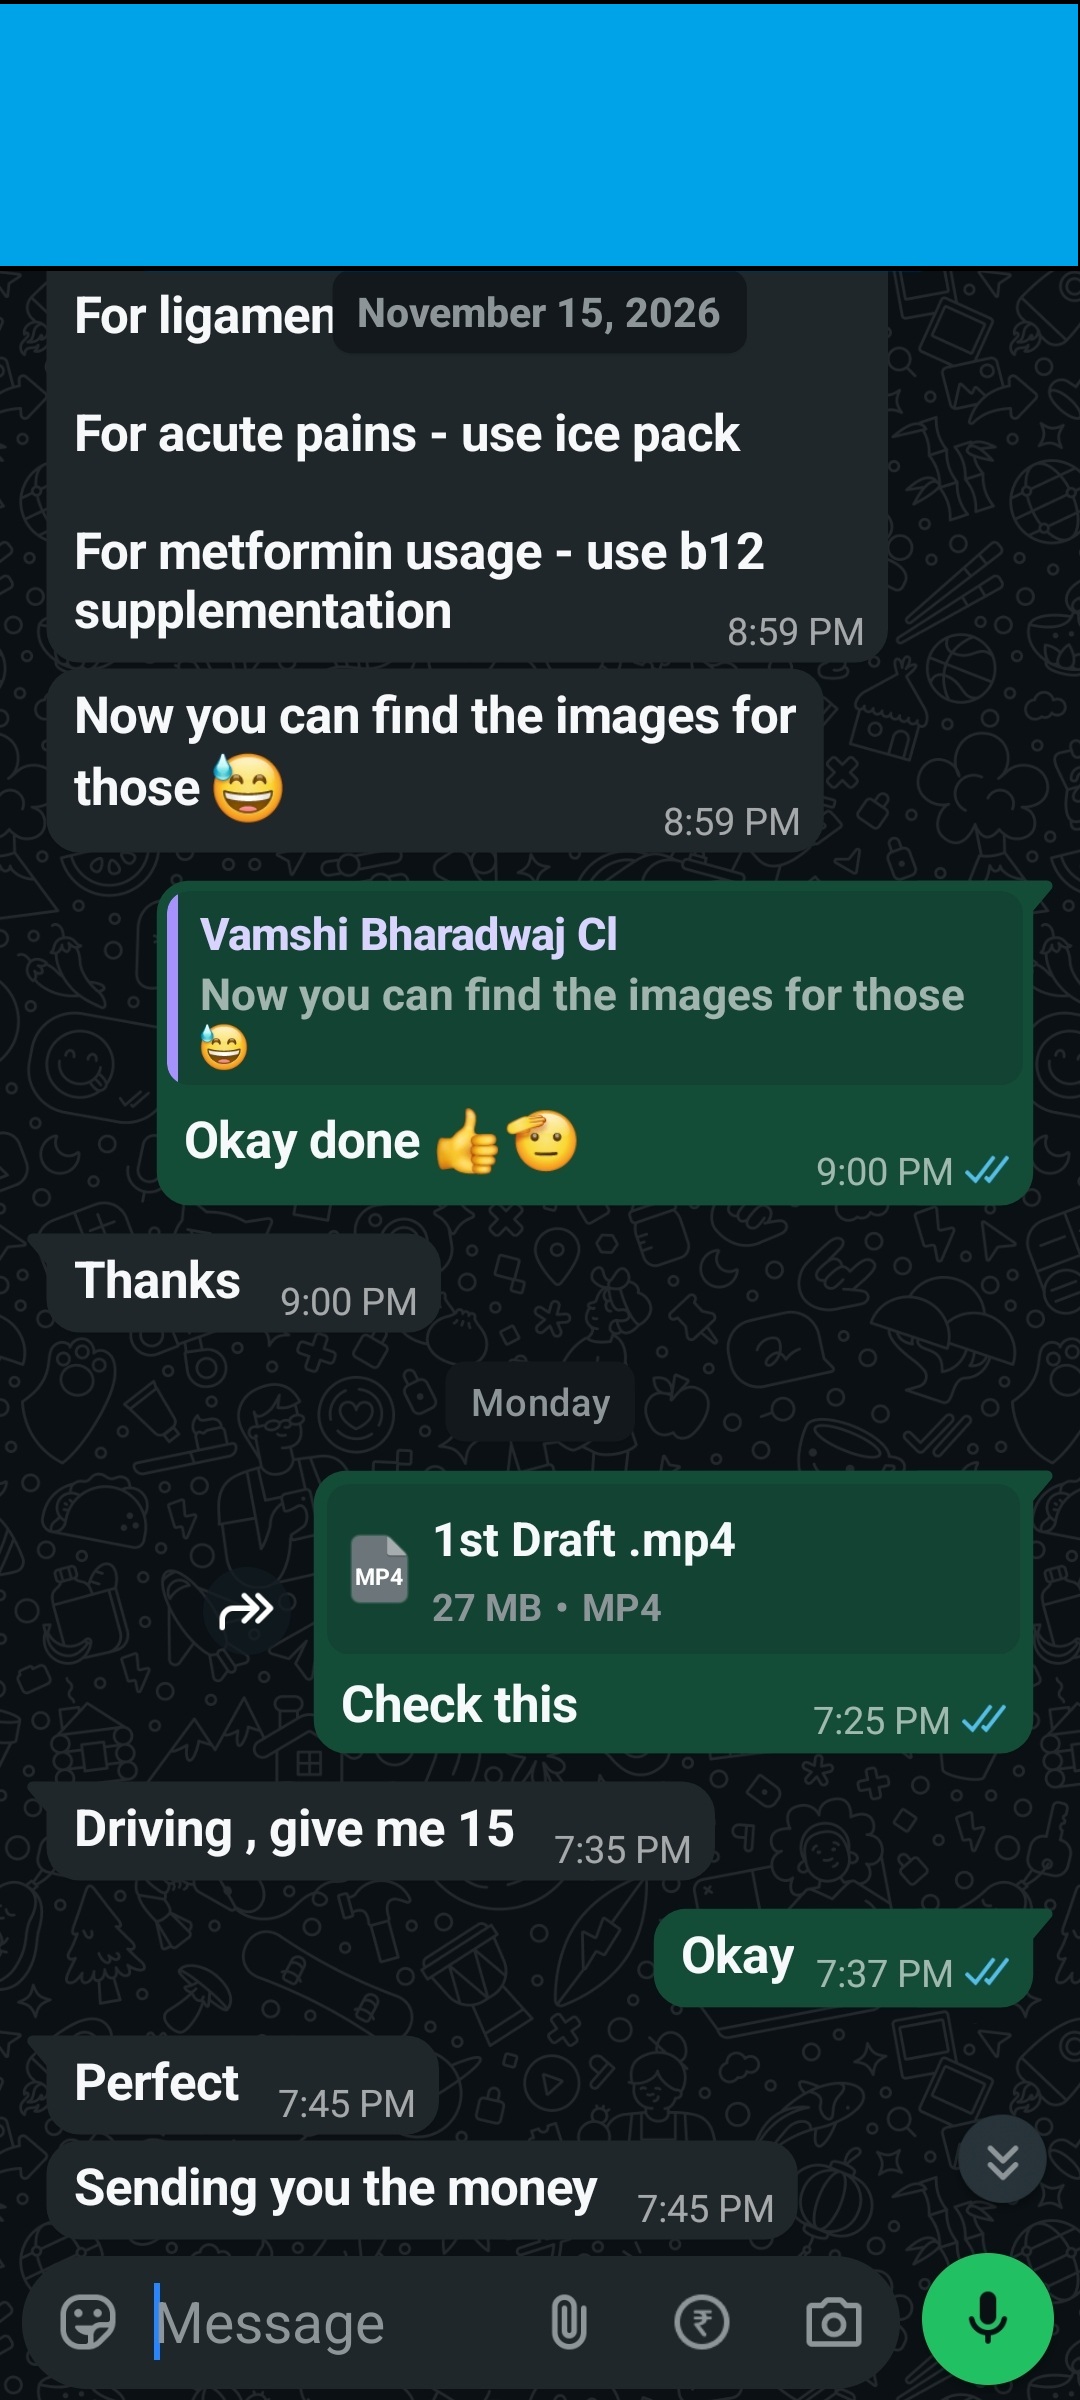 For ligamen
November 15, 2026
For acute pains - use ice pack
For metformin usage - use b12
supplementation
8:59 PM
Now you can find the images for
those 😅
8:59 PM
Vamshi Bharadwaj Cl
Now you can find the images for those
😅
Okay done 👍🫡
9:00 PM
Thanks 9:00 PM
Monday
1st Draft .mp4
MP4
27 MB • MP4
Check this
7:25 PM
Driving , give me 15 7:35 PM
Okay 7:37 PM
Perfect 7:45 PM
Sending you the money 7:45 PM
Message